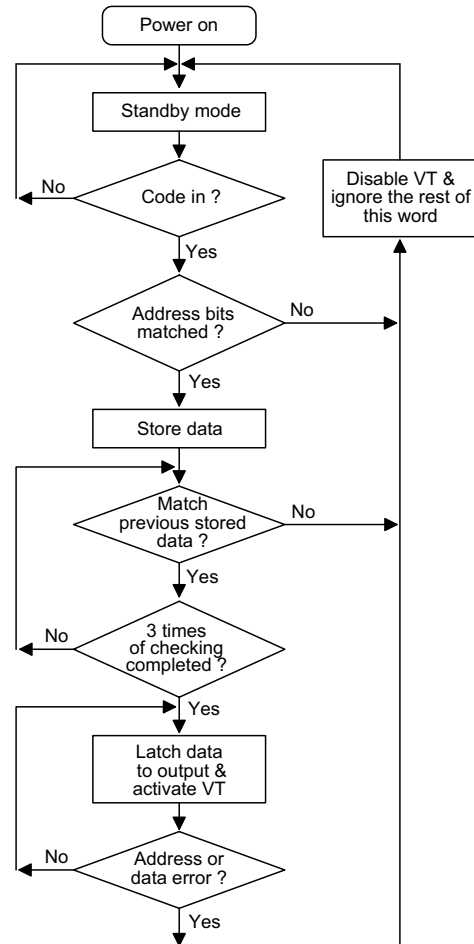 Power on
Standby mode
No
Code in ?
Disable VT &
ignore the rest of
this word
Yes
Address bits
matched ?
No
Yes
Store data
Match
previous stored
data ?
No
Yes
No
3 times
of checking
completed ?
Yes
Latch data
to output &
activate VT
No
Address or
data error ?
Yes